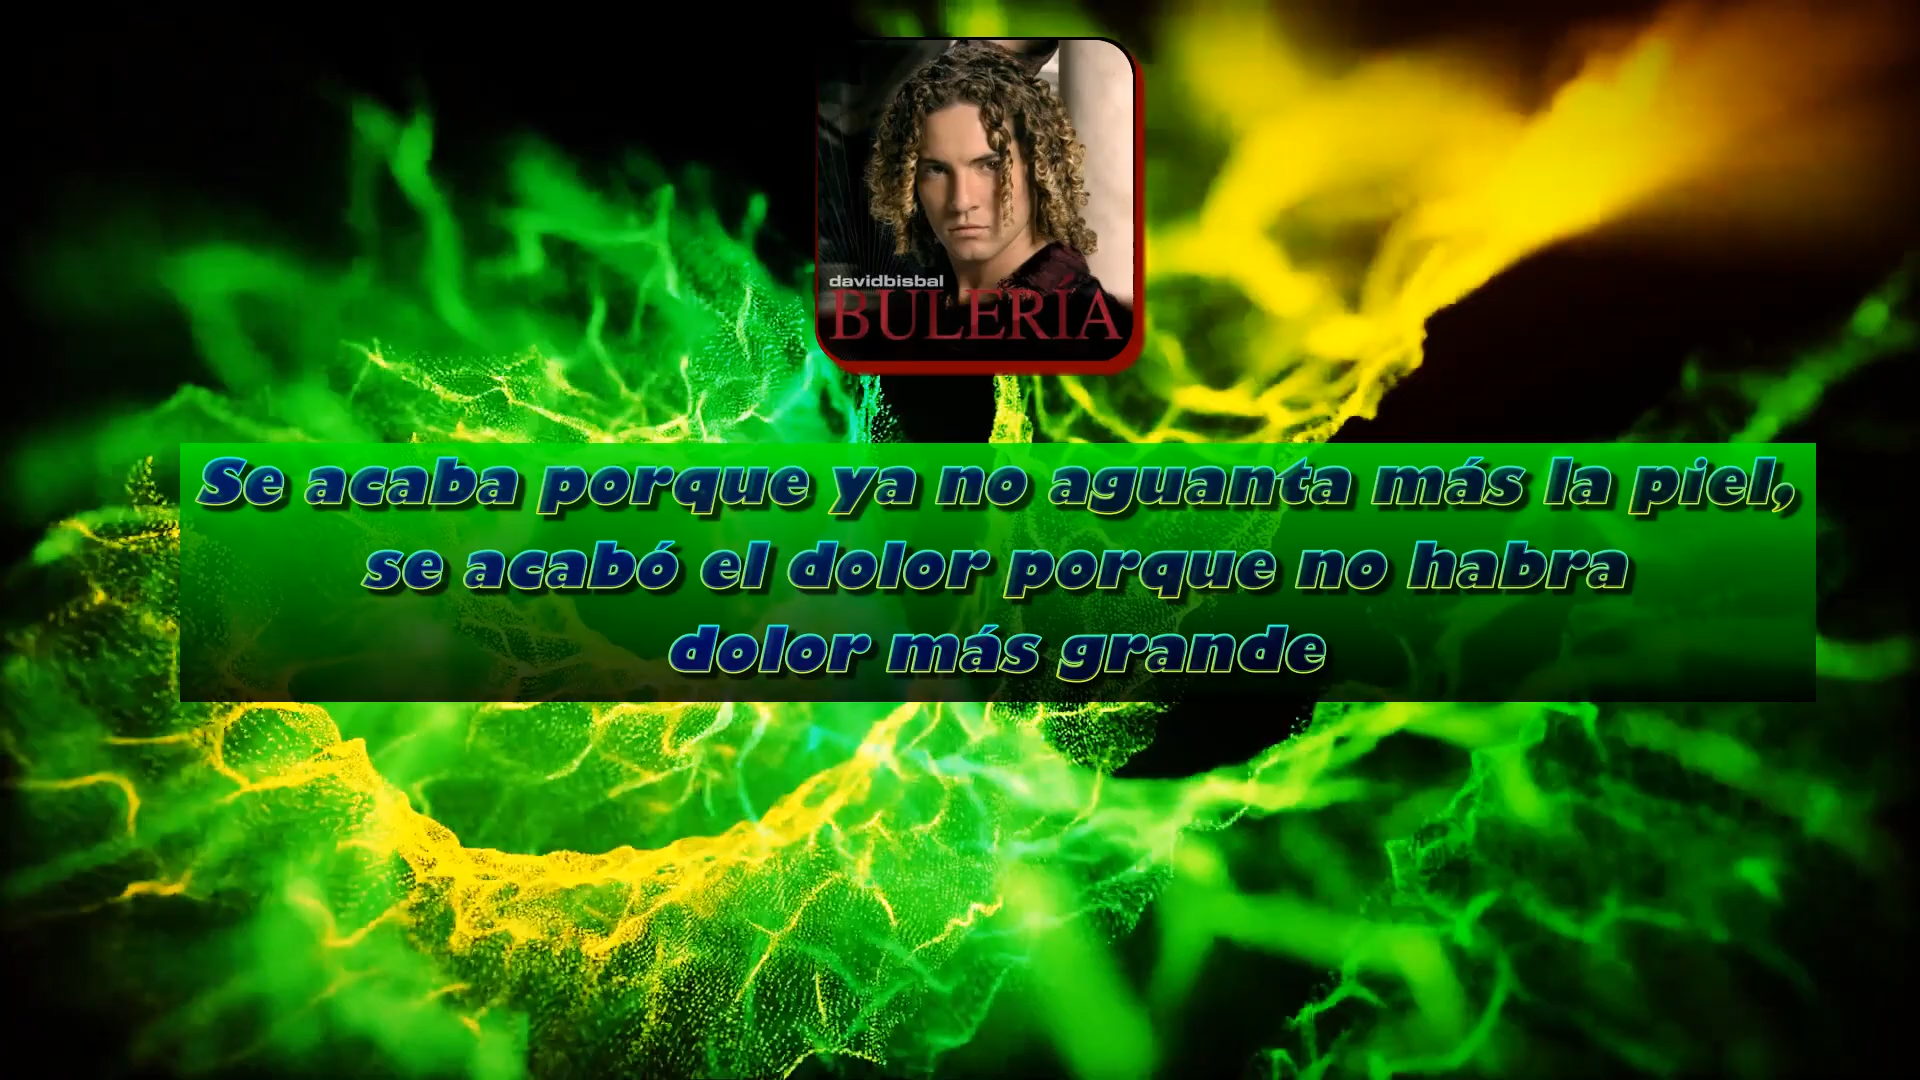 davidbisbal
BULERIA
Se acaba porque ya no aguanta más la piel,
se acabó el dolor porque no habra
dolor más grande